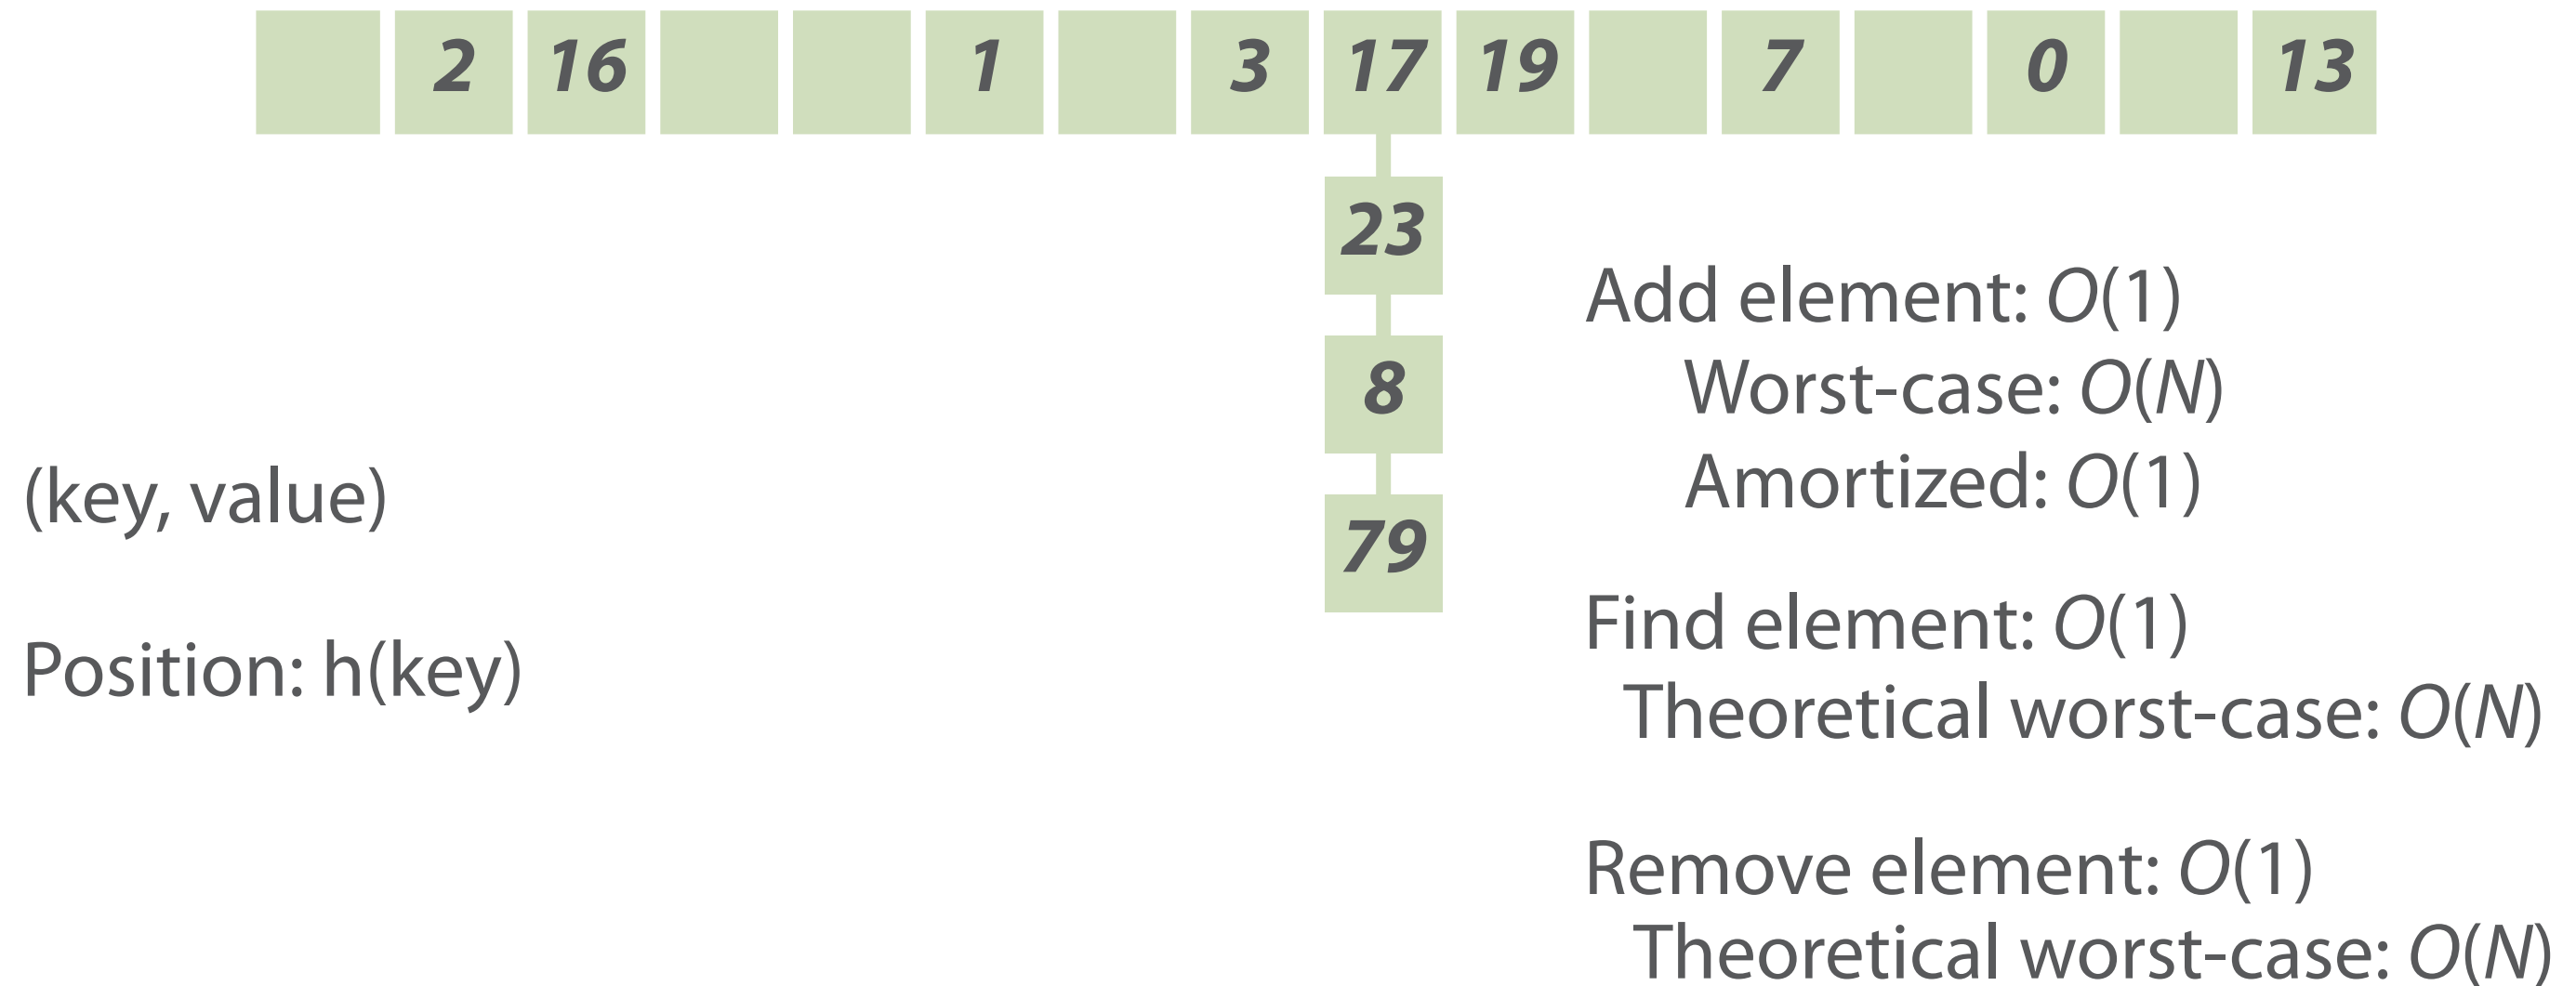 2 16 1 3 17 19 7 0 13
23
8
79
(key, value)
Position: h(key)
Add element: O(1)
Worst-case: O(N)
Amortized: O(1)
Find element: O(1)
Theoretical worst-case: O(N)
Remove element: O(1)
Theoretical worst-case: O(N)